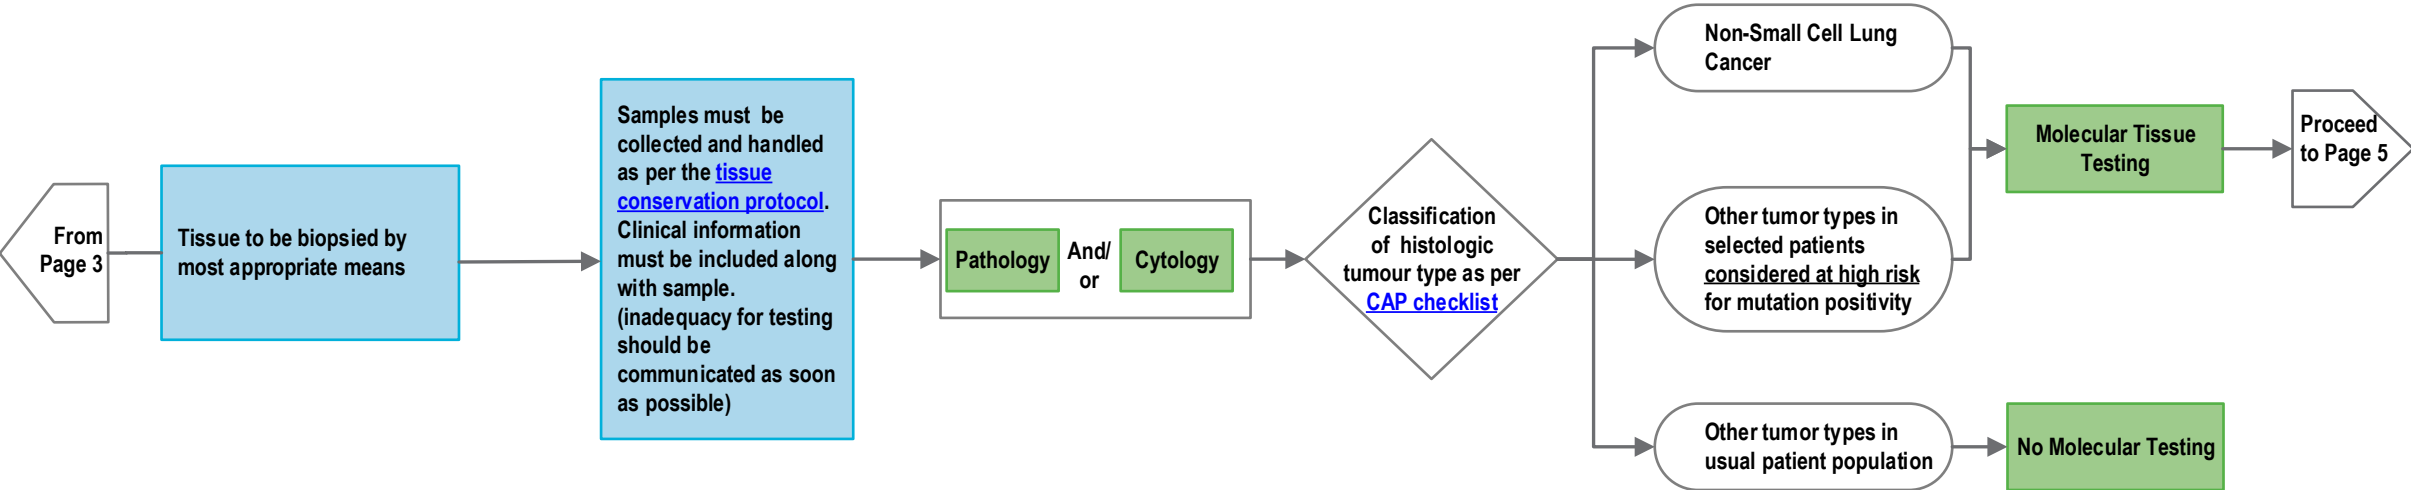 From
Page 3
Tissue to be biopsied by
most appropriate means
Samples must be
collected and handled
as per the tissue
conservation protocol.
Clinical information
must be included along
with sample.
(inadequacy for testing
should be
communicated as soon
as possible)
Pathology
And/
or
Cytology
Classification
of histologic
tumour type as per
CAP checklist
Non-Small Cell Lung
Cancer
Other tumor types in
selected patients
considered at high risk
for mutation positivity
Other tumor types in
usual patient population
Molecular Tissue
Testing
No Molecular Testing
Proceed
to Page 5